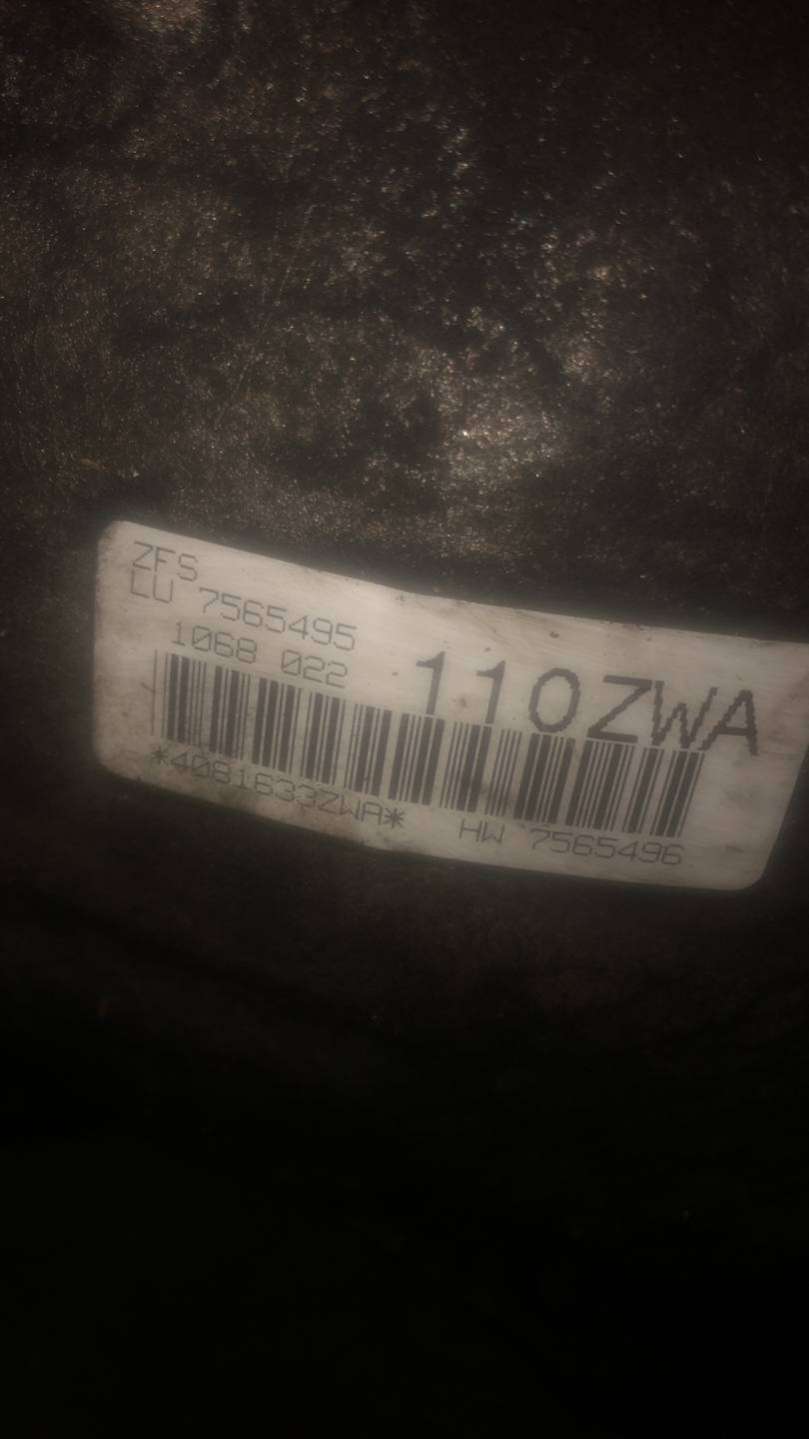 ZFS
LU 7565495
1068 022
110ZWA
*4081633ZWA*
HW 7565496